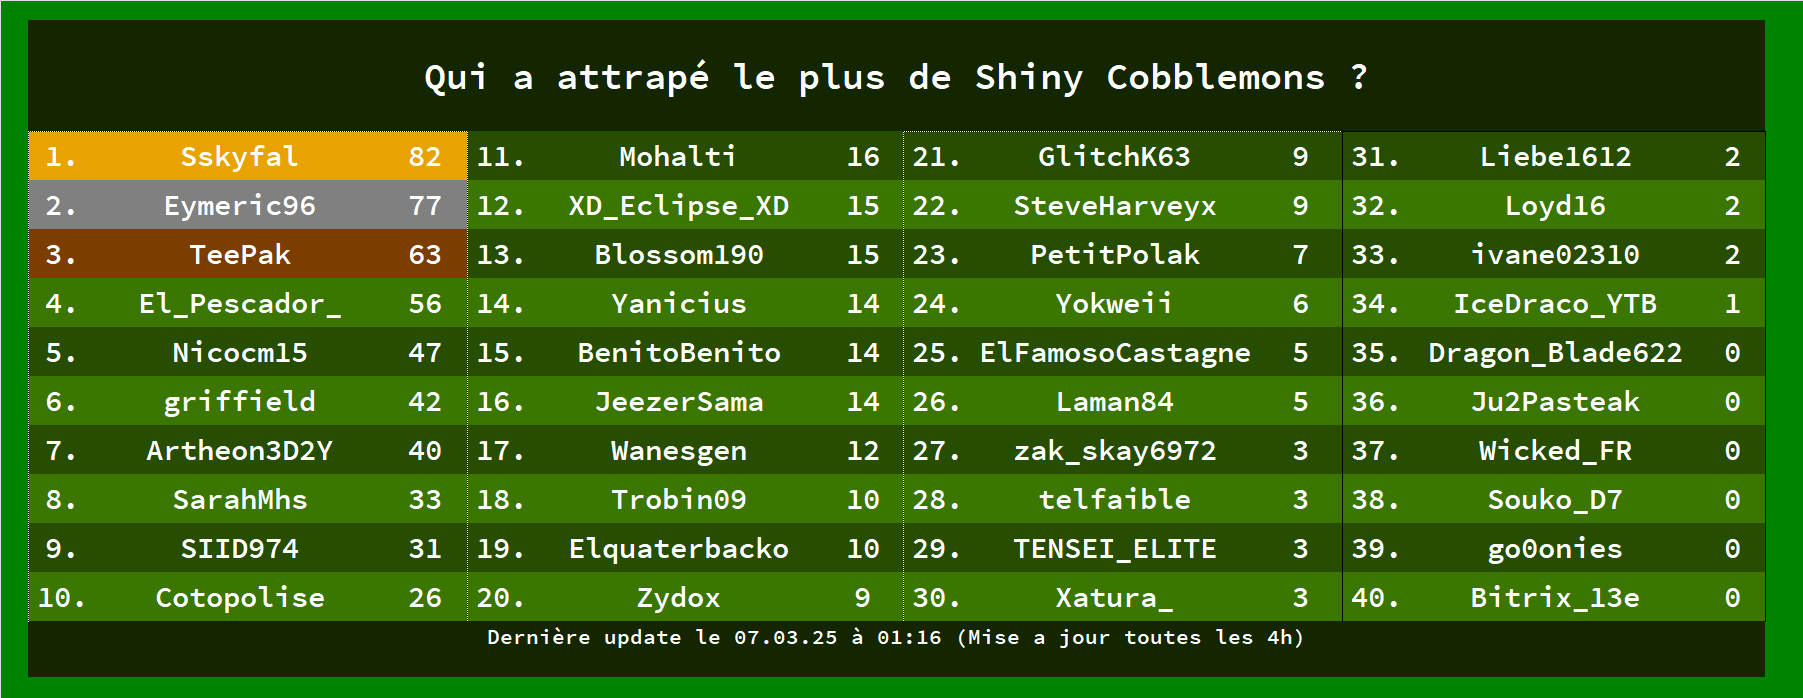 Qui a attrapé le plus de Shiny Cobblemons ?
1. Sskyfal 82 11. Mohalti 16 21. GlitchK63 9 31. Liebe1612 2
2. Eymeric96 77 12. XD_Eclipse_XD 15 22. SteveHarveyx 9 32. Loyd16 2
3. TeePak 63 13. Blossom190 15 23. PetitPolak 7 33. ivane02310 2
4. El_Pescador_ 56 14. Yanicius 14 24. Yokweii 6 34. IceDraco_YTB 1
5. Nicocm15 47 15. BenitoBenito 14 25. ElFamosoCastagne 5 35. Dragon_Blade622 0
6. griffield 42 16. JeezerSama 14 26. Laman84 5 36. Ju2Pasteak 0
7. Artheon3D2Y 40 17. Wanesgen 12 27. zak_skay6972 3 37. Wicked_FR 0
8. SarahMhs 33 18. Trobin09 10 28. telfaible 3 38. Souko_D7 0
9. SIID974 31 19. Elquaterbacko 10 29. TENSEI_ELITE 3 39. go0onies 0
10. Cotopolise 26 20. Zydox 9 30. Xatura_ 3 40. Bitrix_13e 0
Dernière update le 07.03.25 à 01:16 (Mise a jour toutes les 4h)